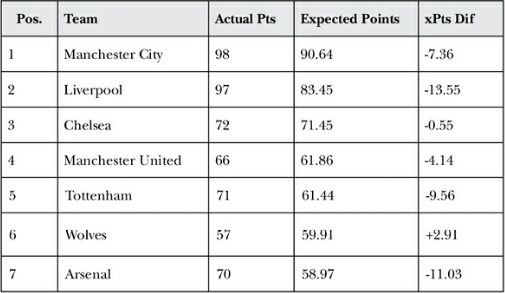 Pos. Team Actual Pts Expected Points xPts Dif
1 Manchester City 98 90.64 -7.36
2 Liverpool 97 83.45 -13.55
3 Chelsea 72 71.45 -0.55
4 Manchester United 66 61.86 -4.14
5 Tottenham 71 61.44 -9.56
6 Wolves 57 59.91 +2.91
7 Arsenal 70 58.97 -11.03